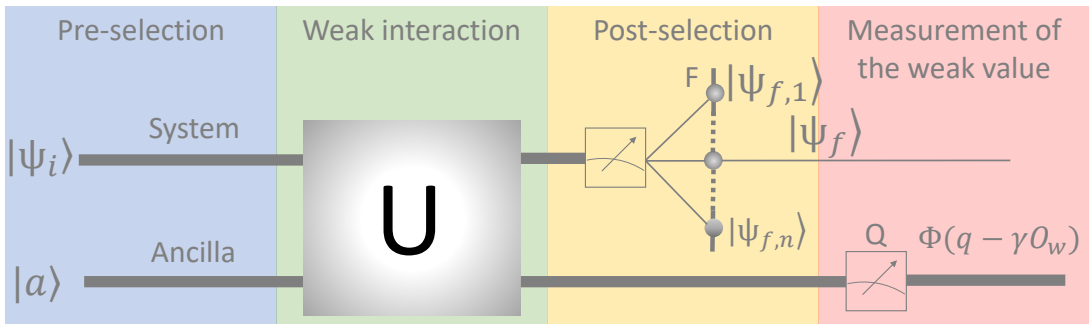 Pre-selection
Weak interaction
Post-selection
Measurement of
the weak value
F
|ψ_{f,1}⟩
System
|ψ_f⟩
|ψ_i⟩
U
|ψ_{f,n}⟩
Ancilla
Q
Φ(q − γO_w)
|a⟩